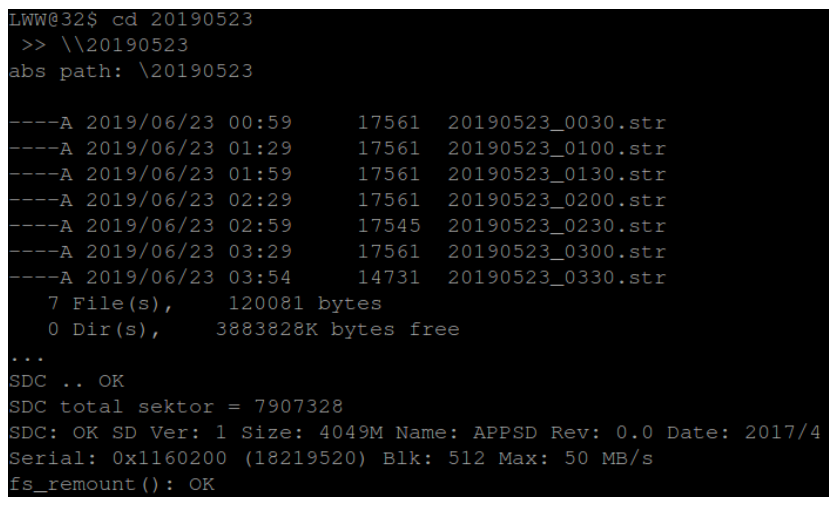 LWW@32$ cd 20190523
 >> \\20190523
abs path: \20190523

----A 2019/06/23 00:59     17561  20190523_0030.str
----A 2019/06/23 01:29     17561  20190523_0100.str
----A 2019/06/23 01:59     17561  20190523_0130.str
----A 2019/06/23 02:29     17561  20190523_0200.str
----A 2019/06/23 02:59     17545  20190523_0230.str
----A 2019/06/23 03:29     17561  20190523_0300.str
----A 2019/06/23 03:54     14731  20190523_0330.str
   7 File(s),    120081 bytes
   0 Dir(s),    3883828K bytes free
...
SDC .. OK
SDC total sektor = 7907328
SDC: OK SD Ver: 1 Size: 4049M Name: APPSD Rev: 0.0 Date: 2017/4
Serial: 0x1160200 (18219520) Blk: 512 Max: 50 MB/s
fs_remount(): OK